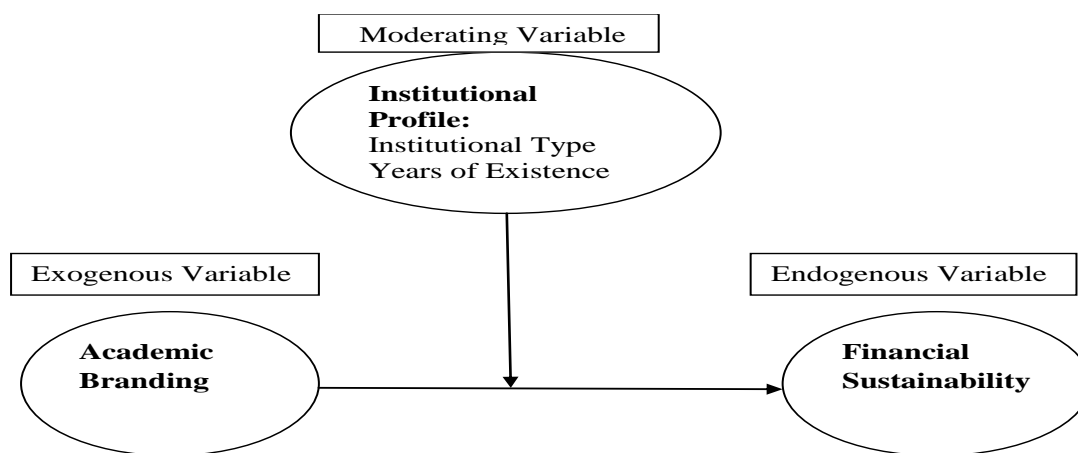 Moderating Variable
Institutional
Profile:
Institutional Type
Years of Existence
Exogenous Variable
Endogenous Variable
Academic
Branding
Financial
Sustainability